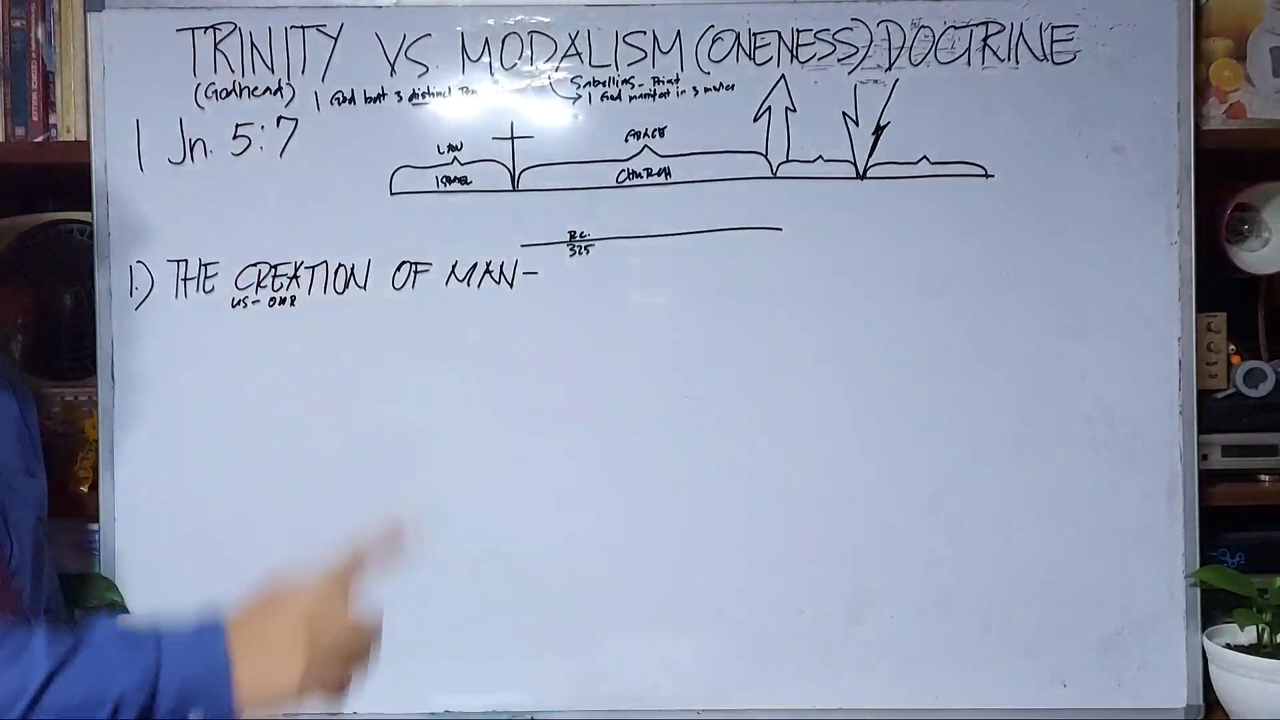 TRINITY VS. MODALISM (ONENESS) DOCTRINE
(Godhead) 1 God but 3 distinct
Sabellius - Priest
1 God manifest in 3 modes
1 Jn. 5:7
LAW GRACE
ISRAEL CHURCH
R.C.
325
1.) THE CREATION OF MAN-
US - OUR